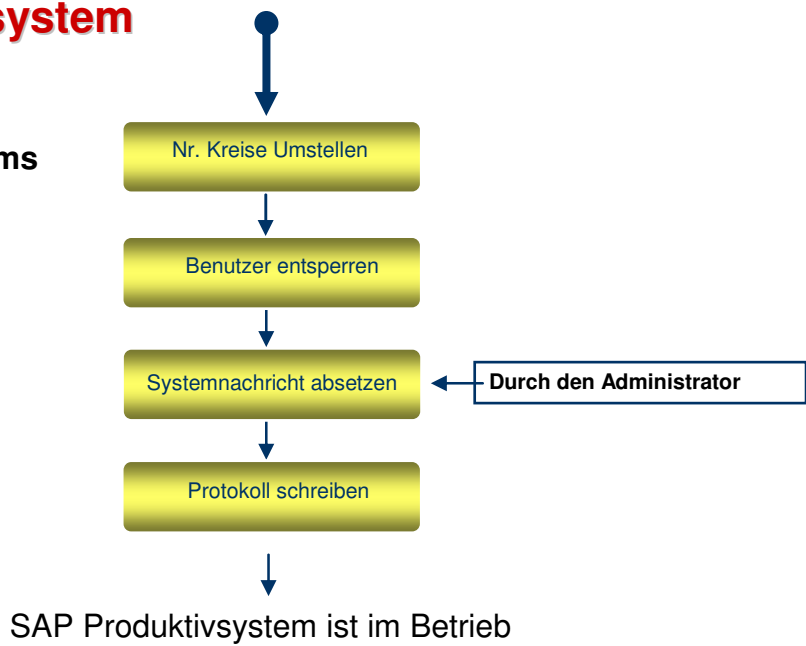 system
ms
Nr. Kreise Umstellen
Benutzer entsperren
Systemnachricht absetzen
Durch den Administrator
Protokoll schreiben
SAP Produktivsystem ist im Betrieb